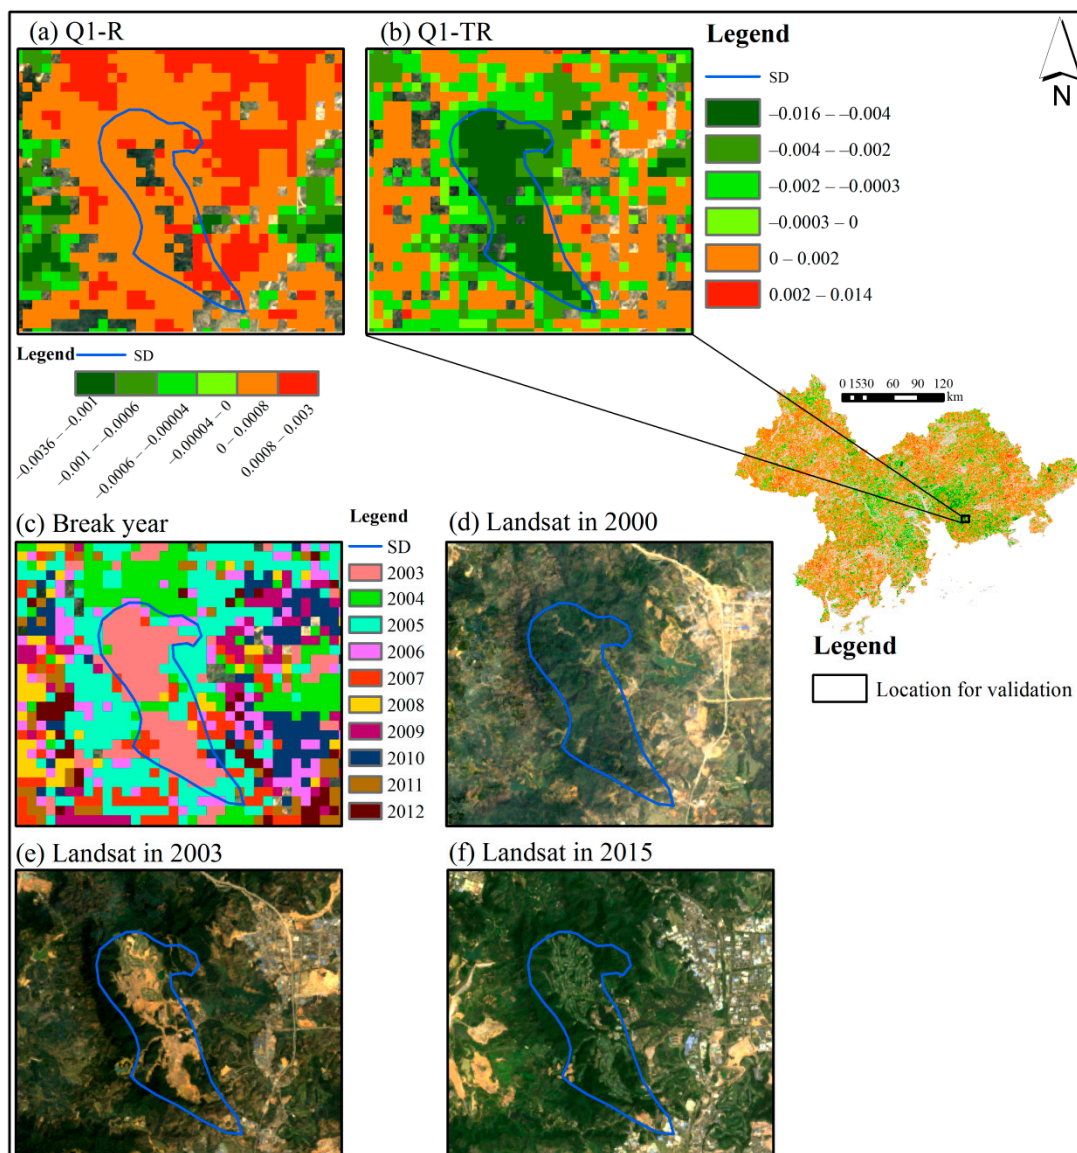 (a) Q1-R
(b) Q1-TR
Legend
SD
−0.016 – −0.004
−0.004 – −0.002
−0.002 – −0.0003
−0.0003 – 0
0 – 0.002
0.002 – 0.014
N
Legend
SD
−0.0036 – −0.001
−0.001 – −0.0006
−0.0006 – −0.00004
−0.00004 – 0
0 – 0.0008
0.0008 – 0.003
0 1530 60 90 120
km
(c) Break year
Legend
SD
2003
2004
2005
2006
2007
2008
2009
2010
2011
2012
(d) Landsat in 2000
Legend
Location for validation
(e) Landsat in 2003
(f) Landsat in 2015